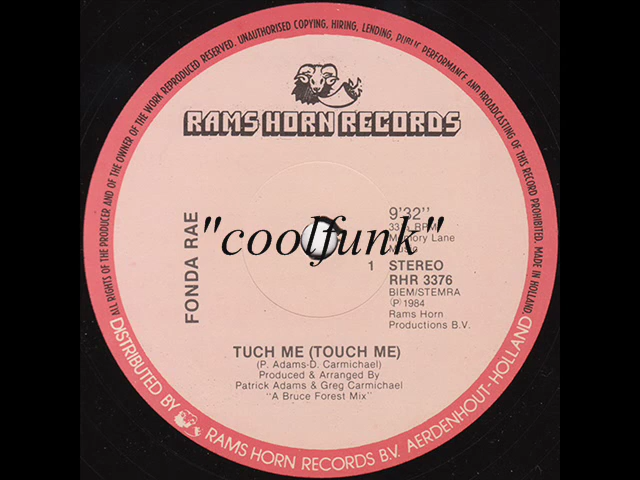 ALL RIGHTS OF THE PRODUCER AND OF THE OWNER OF THE WORK REPRODUCED RESERVED. UNAUTHORISED COPYING, HIRING, LENDING, PUBLIC PERFORMANCE AND BROADCASTING OF THIS RECORD PROHIBITED. MADE IN HOLLAND
RAMS HORN RECORDS
FONDA RAE
9'32''
33⅓ RPM
Memory Lane
Music
"coolfunk"
1 STEREO
RHR 3376
BIEM/STEMRA
Ⓟ 1984
Rams Horn
Productions B.V.
TUCH ME (TOUCH ME)
(P. Adams-D. Carmichael)
Produced & Arranged By
Patrick Adams & Greg Carmichael
"A Bruce Forest Mix"
DISTRIBUTED BY RAMS HORN RECORDS B.V. AERDENHOUT-HOLLAND